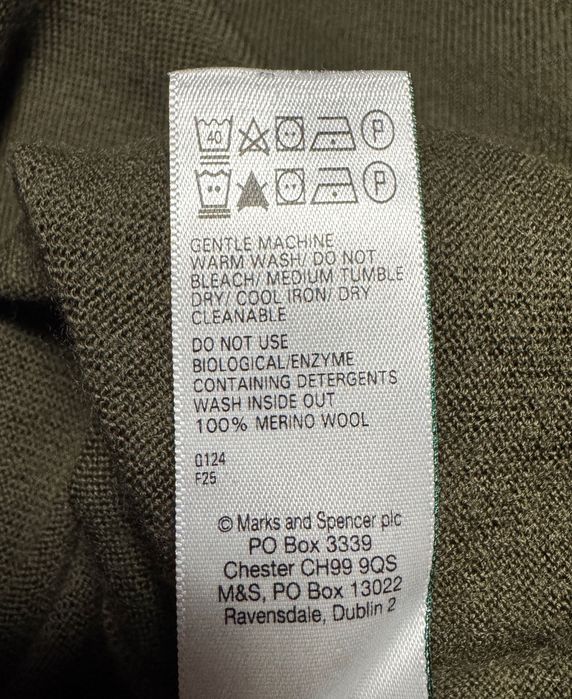 40 P
P
GENTLE MACHINE
WARM WASH/ DO NOT
BLEACH/ MEDIUM TUMBLE
DRY/ COOL IRON/ DRY
CLEANABLE
DO NOT USE
BIOLOGICAL/ENZYME
CONTAINING DETERGENTS
WASH INSIDE OUT
100% MERINO WOOL
0124
F25
© Marks and Spencer plc
PO Box 3339
Chester CH99 9QS
M&S, PO Box 13022
Ravensdale, Dublin 2